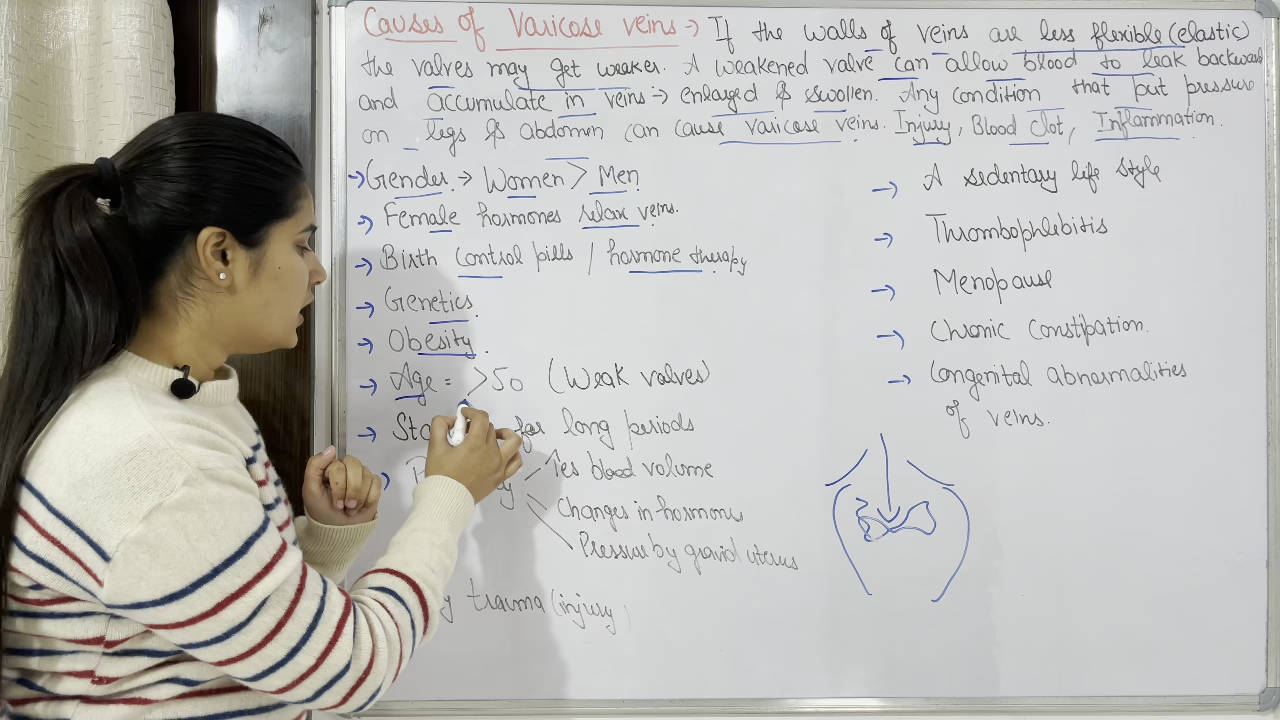 Causes of Varicose veins → If the walls of veins are less flexible (elastic)
the valves may get weaker. A weakened valve can allow blood to leak backward
and accumulate in veins → enlarged & swollen. Any condition that put pressure
on legs & abdomen can cause varicose veins. Injury, Blood clot, Inflammation.
→ Gender → Women > Men
→ Female hormones relax veins.
→ Birth control pills / hormone therapy
→ Genetics.
→ Obesity.
→ Age = >50 (Weak valves)
→ for long periods
↑es blood volume
Changes in hormones
Pressure by gravid uterus
trauma (injury)
→ A sedentary life style
→ Thrombophlebitis
→ Menopause
→ Chronic Constipation.
→ Congenital abnormalities
of veins.